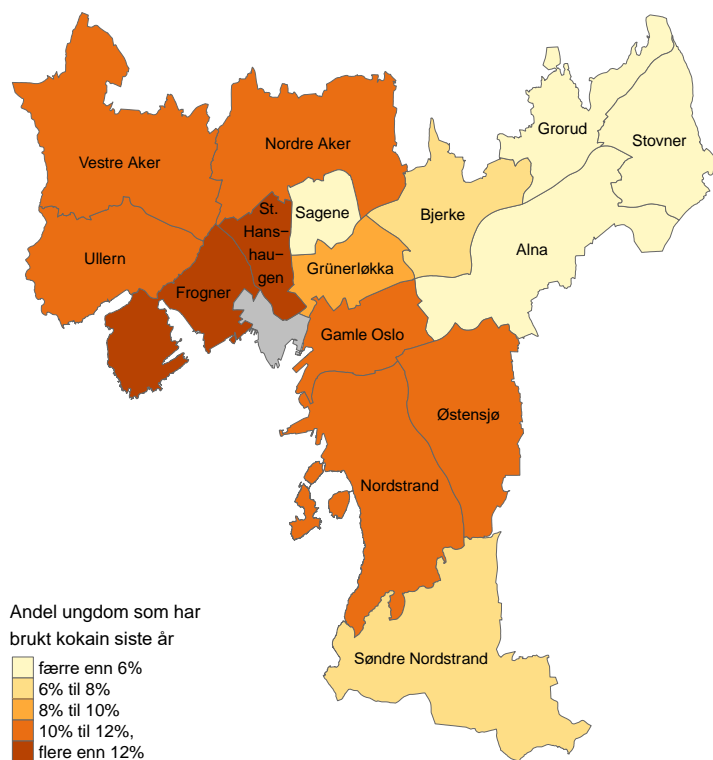 Grorud
Stovner
Nordre Aker
Vestre Aker
St.
Hans–
hau–
gen
Sagene
Bjerke
Alna
Ullern
Grünerløkka
Frogner
Gamle Oslo
Østensjø
Nordstrand
Søndre Nordstrand
Andel ungdom som har
brukt kokain siste år
færre enn 6%
6% til 8%
8% til 10%
10% til 12%,
flere enn 12%